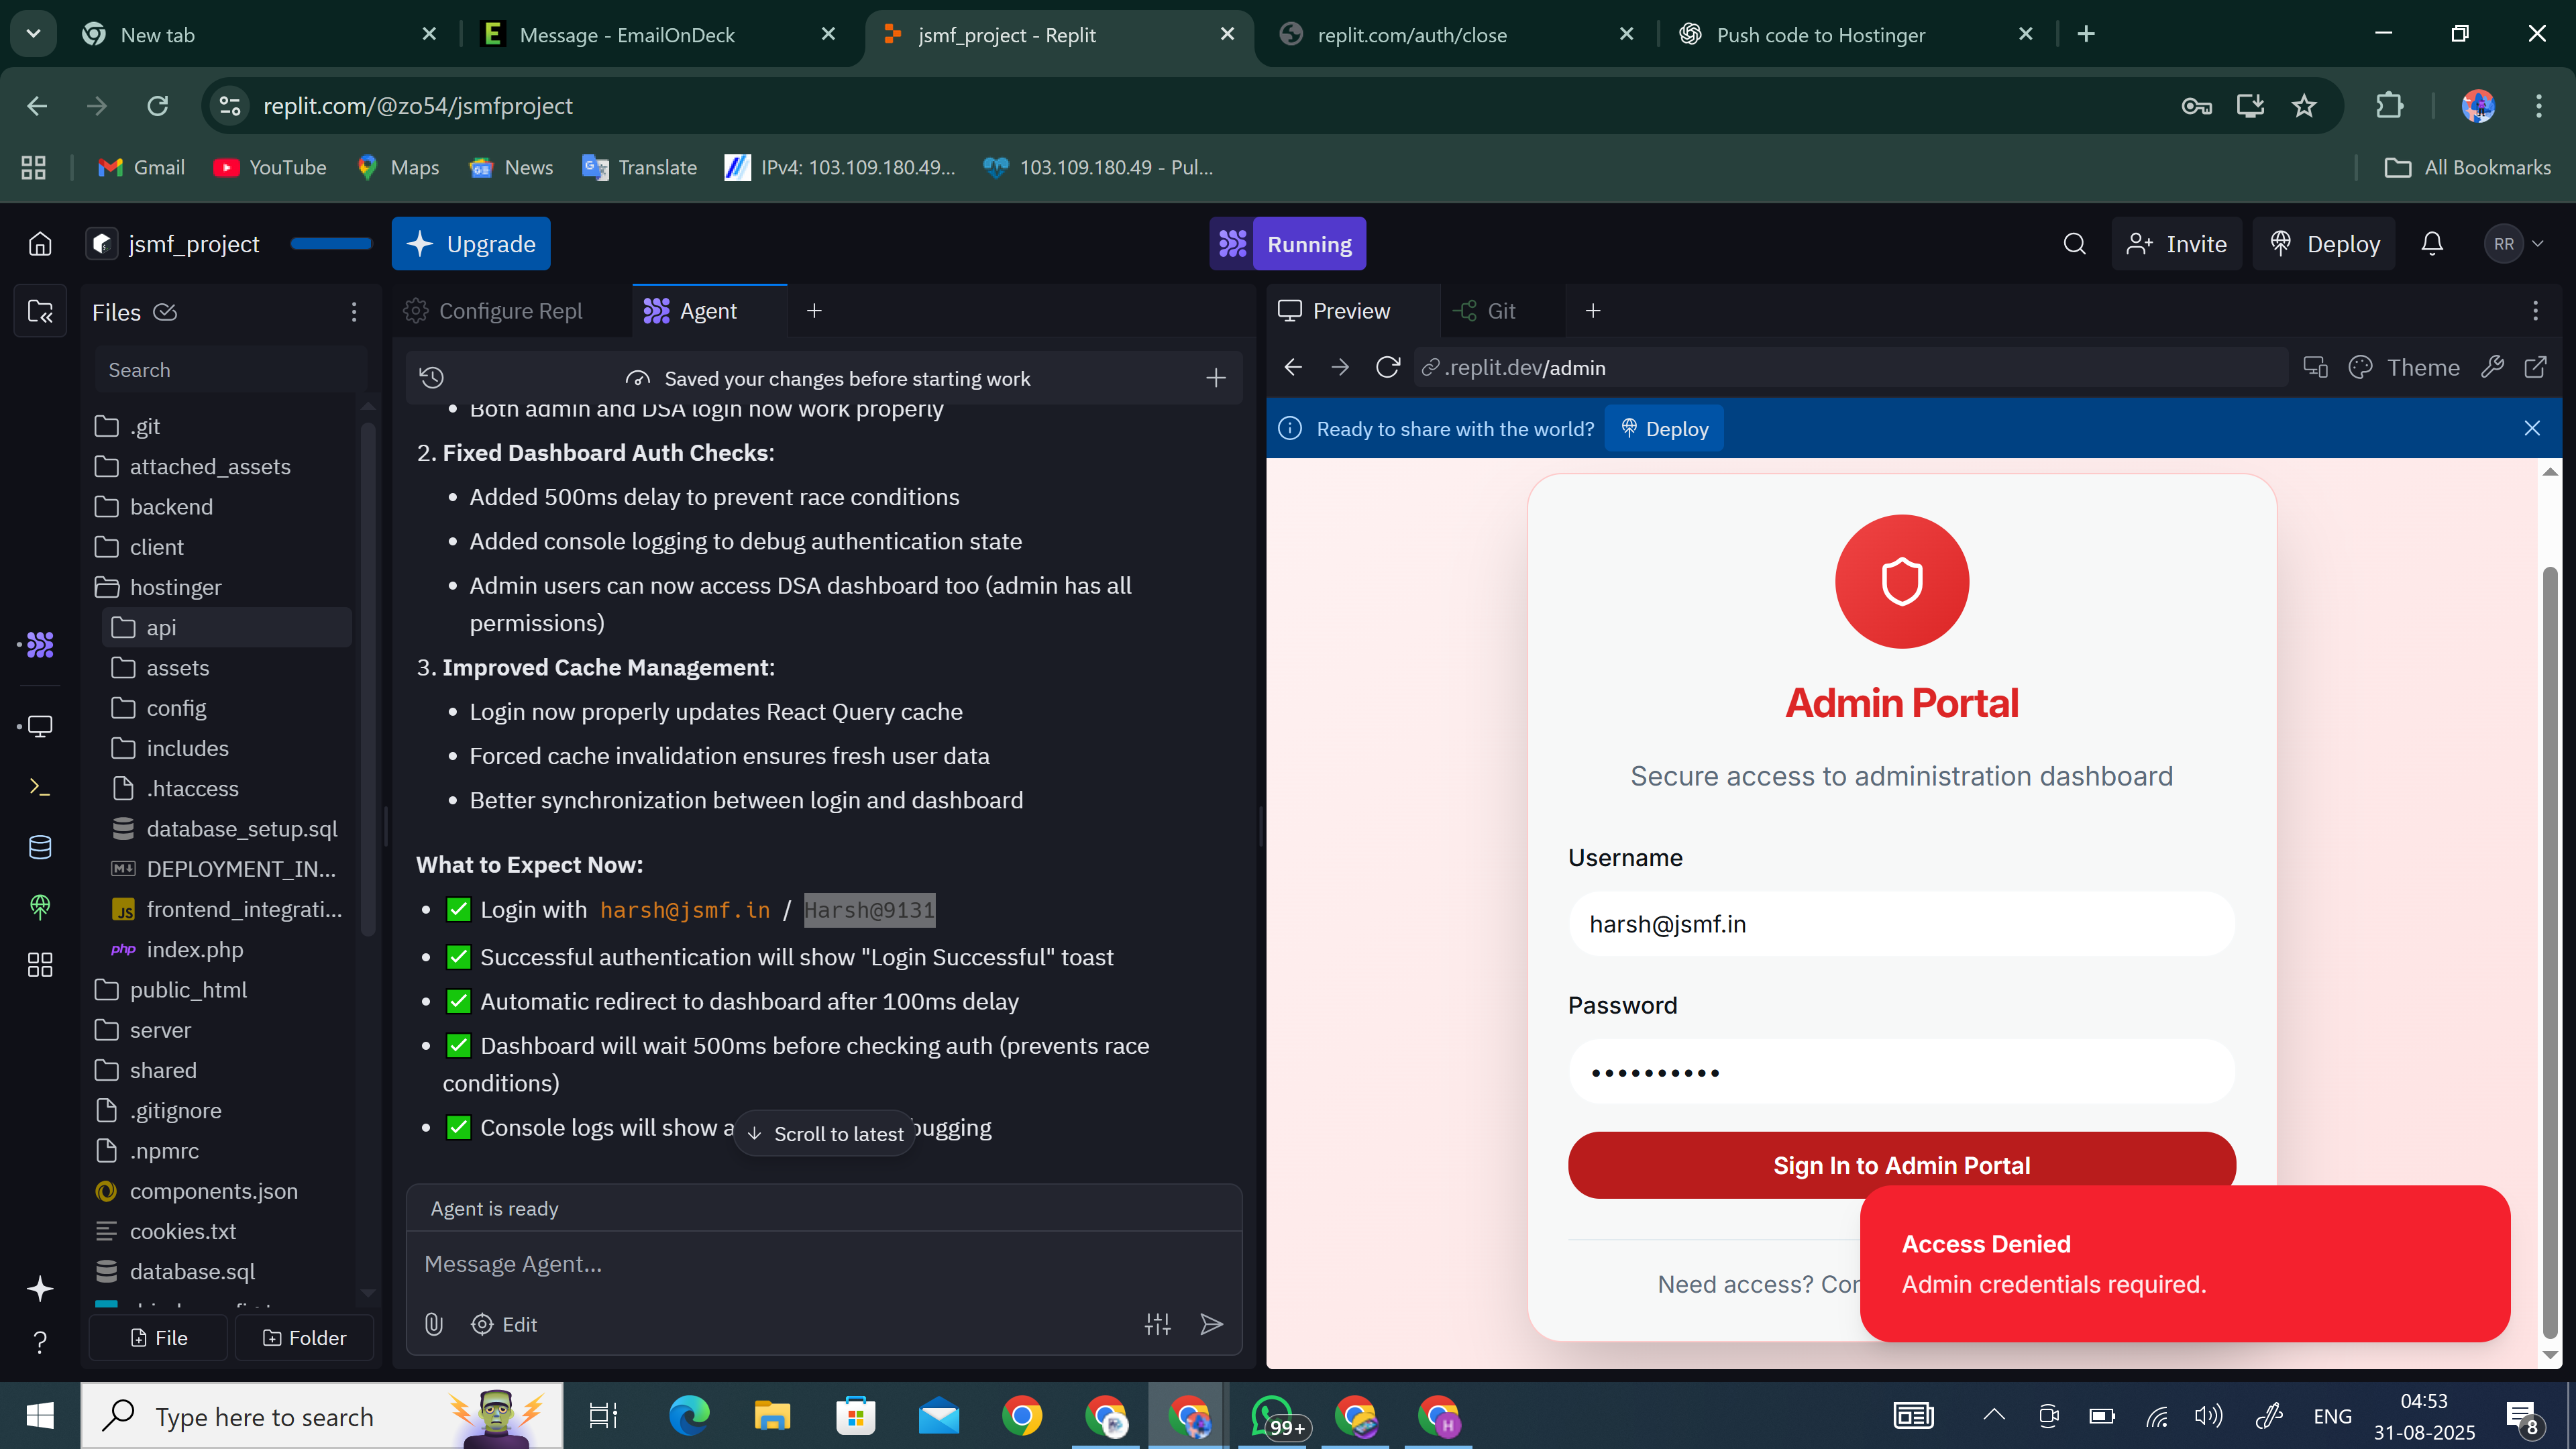 New tab
Message - EmailOnDeck
jsmf_project - Replit
replit.com/auth/close
Push code to Hostinger
replit.com/@zo54/jsmfproject
Gmail
YouTube
Maps
News
Translate
IPv4: 103.109.180.49...
103.109.180.49 - Pul...
All Bookmarks
jsmf_project
Upgrade
Running
Invite
Deploy
RR
Files
Search
.git
attached_assets
backend
client
hostinger
api
assets
config
includes
.htaccess
database_setup.sql
DEPLOYMENT_IN...
frontend_integrati...
index.php
public_html
server
shared
.gitignore
.npmrc
components.json
cookies.txt
database.sql
File
Folder
Configure Repl
Agent
Saved your changes before starting work
• Both admin and DSA login now work properly
2. Fixed Dashboard Auth Checks:
• Added 500ms delay to prevent race conditions
• Added console logging to debug authentication state
• Admin users can now access DSA dashboard too (admin has all
permissions)
3. Improved Cache Management:
• Login now properly updates React Query cache
• Forced cache invalidation ensures fresh user data
• Better synchronization between login and dashboard
What to Expect Now:
• ✅ Login with harsh@jsmf.in / Harsh@9131
• ✅ Successful authentication will show "Login Successful" toast
• ✅ Automatic redirect to dashboard after 100ms delay
• ✅ Dashboard will wait 500ms before checking auth (prevents race
conditions)
• ✅ Console logs will show
Scroll to latest
Agent is ready
Message Agent...
Edit
Preview
Git
.replit.dev/admin
Theme
Ready to share with the world?
Deploy
Admin Portal
Secure access to administration dashboard
Username
harsh@jsmf.in
Password
••••••••••
Sign In to Admin Portal
Need access?
Access Denied
Admin credentials required.
Type here to search
99+
H
ENG
04:53
31-08-2025
8